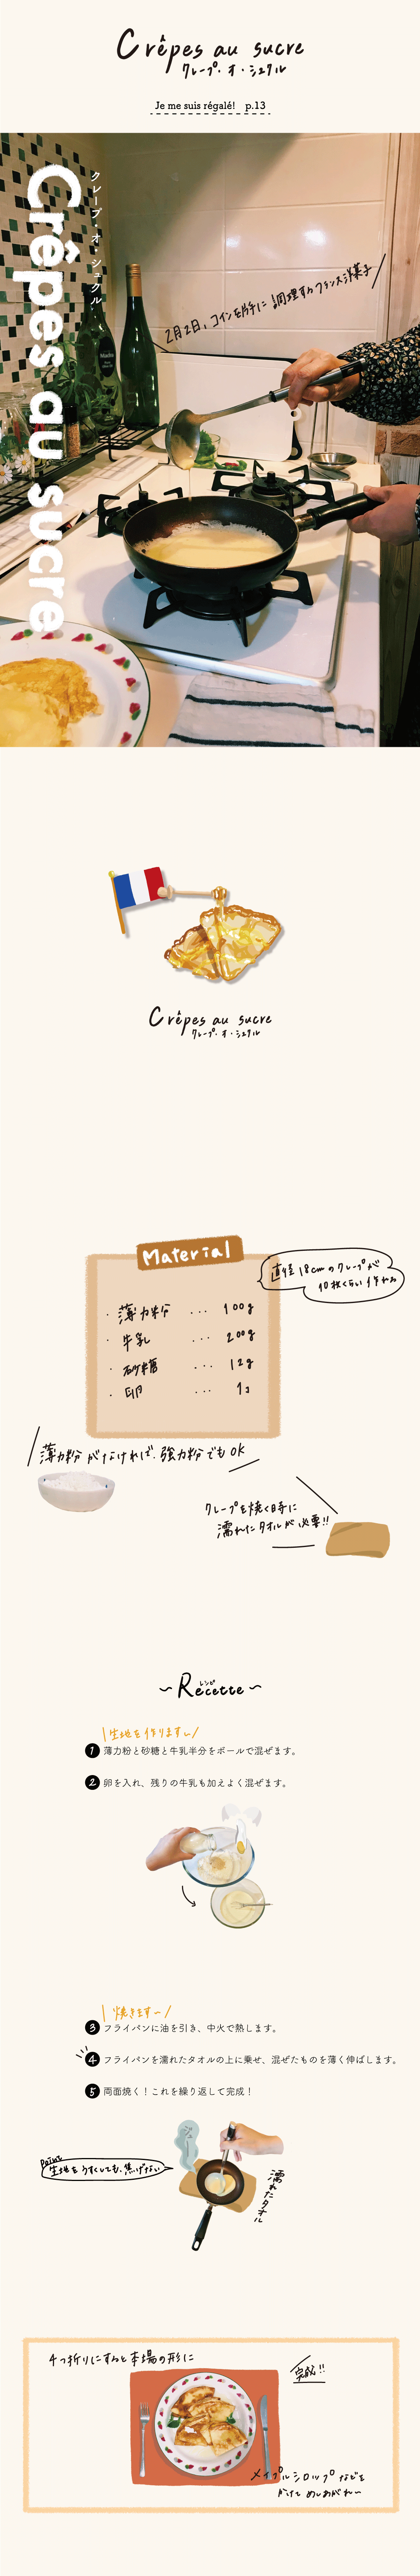 Crêpes au sucre
クレープ・オ・シュクル
Je me suis régalé! p.13
Crêpes au sucre
クレープ・オ・シュクル
2月2日、コインを片手に調理するフランス洋菓子
Crêpes au sucre
クレープ・オ・シュクル
Material
直径18cmのクレープが
10枚くらい作れる
・薄力粉 ... 100g
・牛乳 ... 200g
・砂糖 ... 12g
・卵 ... 1コ
薄力粉がなければ、強力粉でもOK
クレープを焼く時に
濡れたタオルが必要!!
~Recette~
レシピ
生地を作ります~
1 薄力粉と砂糖と牛乳半分をボールで混ぜます。
2 卵を入れ、残りの牛乳も加えよく混ぜます。
焼きます~
3 フライパンに油を引き、中火で熱します。
4 フライパンを濡れたタオルの上に乗せ、混ぜたものを薄く伸ばします。
5 両面焼く！これを繰り返して完成！
ジュー
Point
生地をうすくしても、焦げない
濡れたタオル
4つ折りにすると本場の形に
完成!!
メイプルシロップなどを
かけてめしあがれ~